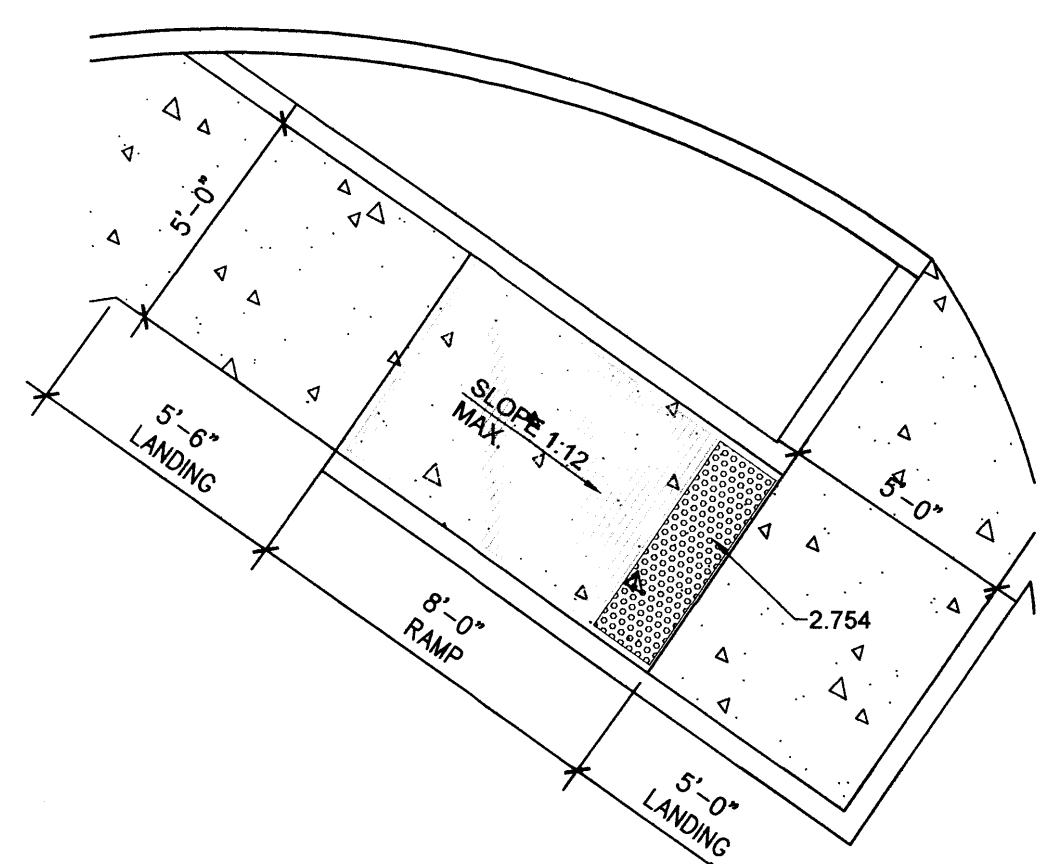 5'-0"
SLOPE 1:12
MAX.
5'-6"
LANDING
5'-0"
8'-0"
RAMP
2.754
5'-0"
LANDING